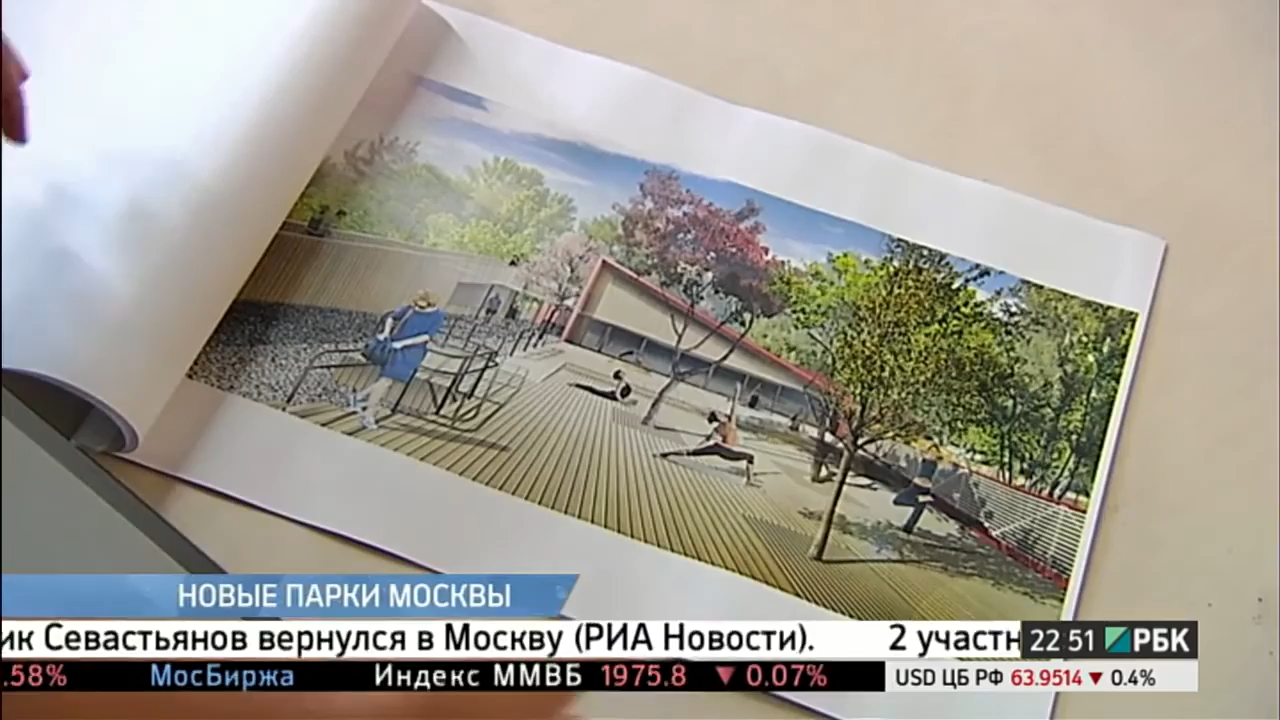 НОВЫЕ ПАРКИ МОСКВЫ
ик Севастьянов вернулся в Москву (РИА Новости). 2 участн
22 51 РБК
.58% МосБиржа Индекс ММВБ 1975.8 ▼ 0.07%
USD ЦБ РФ 63.9514 ▼ 0.4%